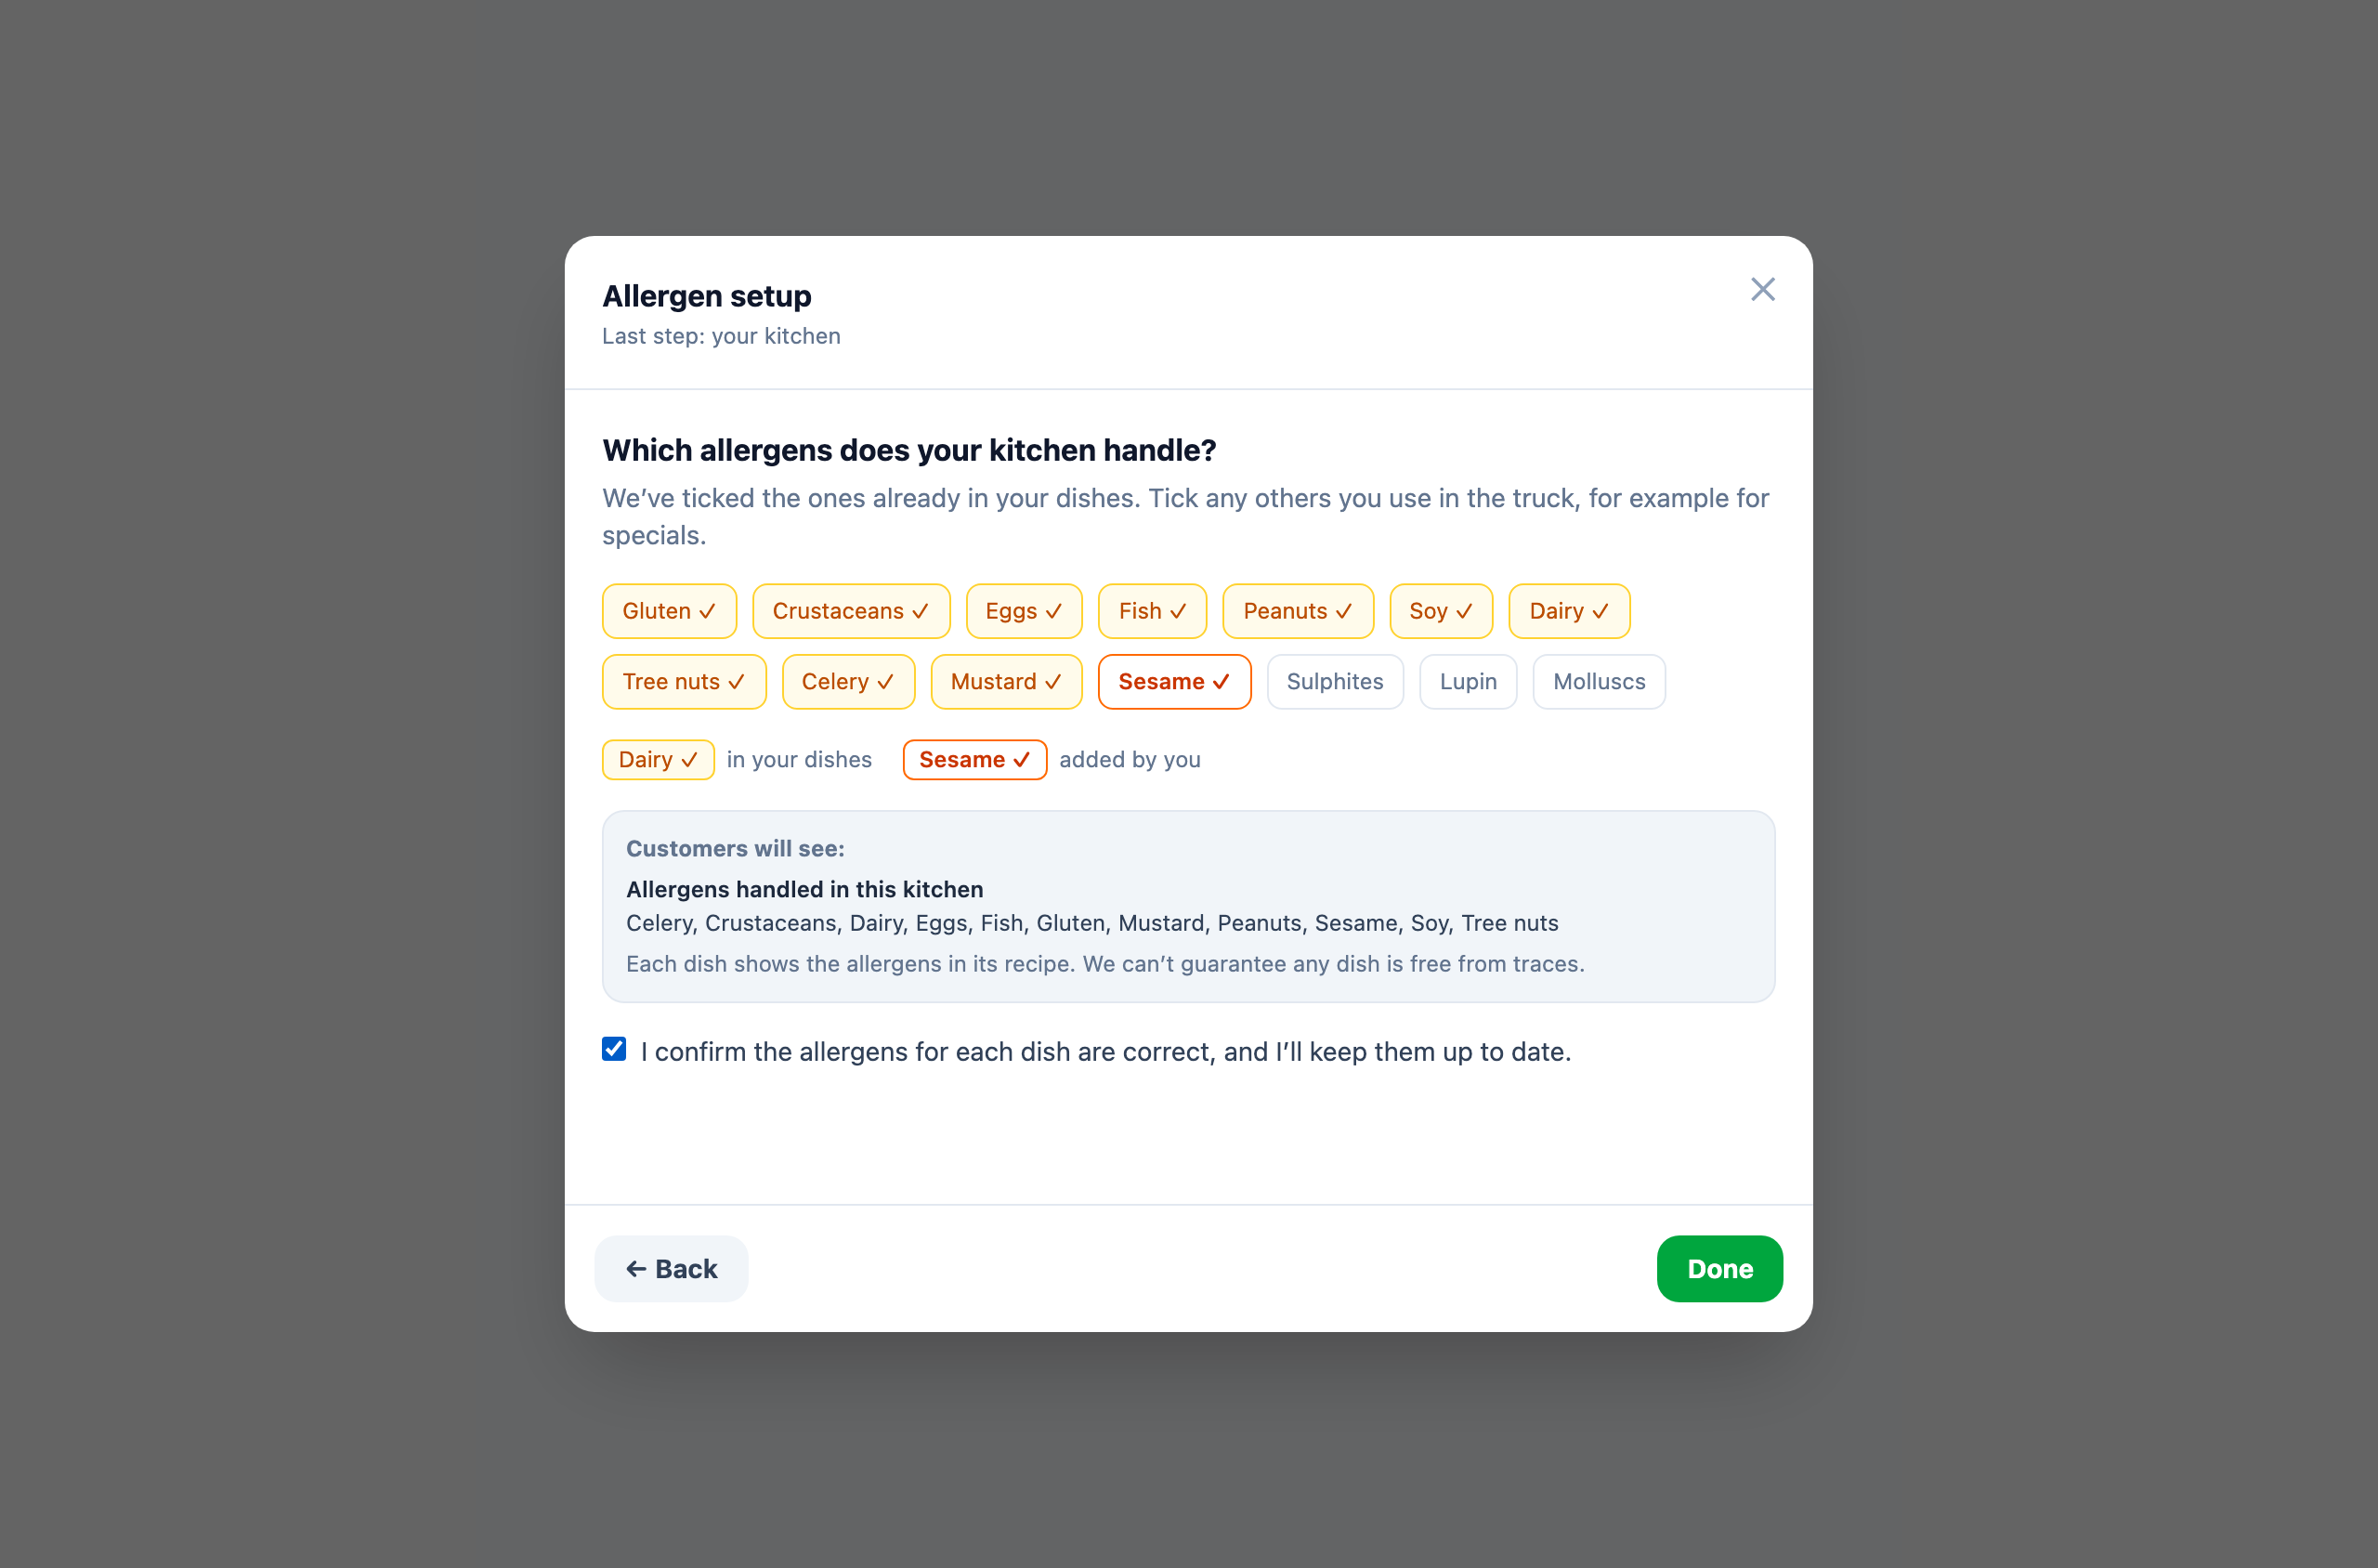 Allergen setup
Last step: your kitchen
Which allergens does your kitchen handle?
We’ve ticked the ones already in your dishes. Tick any others you use in the truck, for example for
specials.
Gluten ✓ Crustaceans ✓ Eggs ✓ Fish ✓ Peanuts ✓ Soy ✓ Dairy ✓
Tree nuts ✓ Celery ✓ Mustard ✓ Sesame ✓ Sulphites Lupin Molluscs
Dairy ✓ in your dishes Sesame ✓ added by you
Customers will see:
Allergens handled in this kitchen
Celery, Crustaceans, Dairy, Eggs, Fish, Gluten, Mustard, Peanuts, Sesame, Soy, Tree nuts
Each dish shows the allergens in its recipe. We can’t guarantee any dish is free from traces.
I confirm the allergens for each dish are correct, and I’ll keep them up to date.
← Back Done